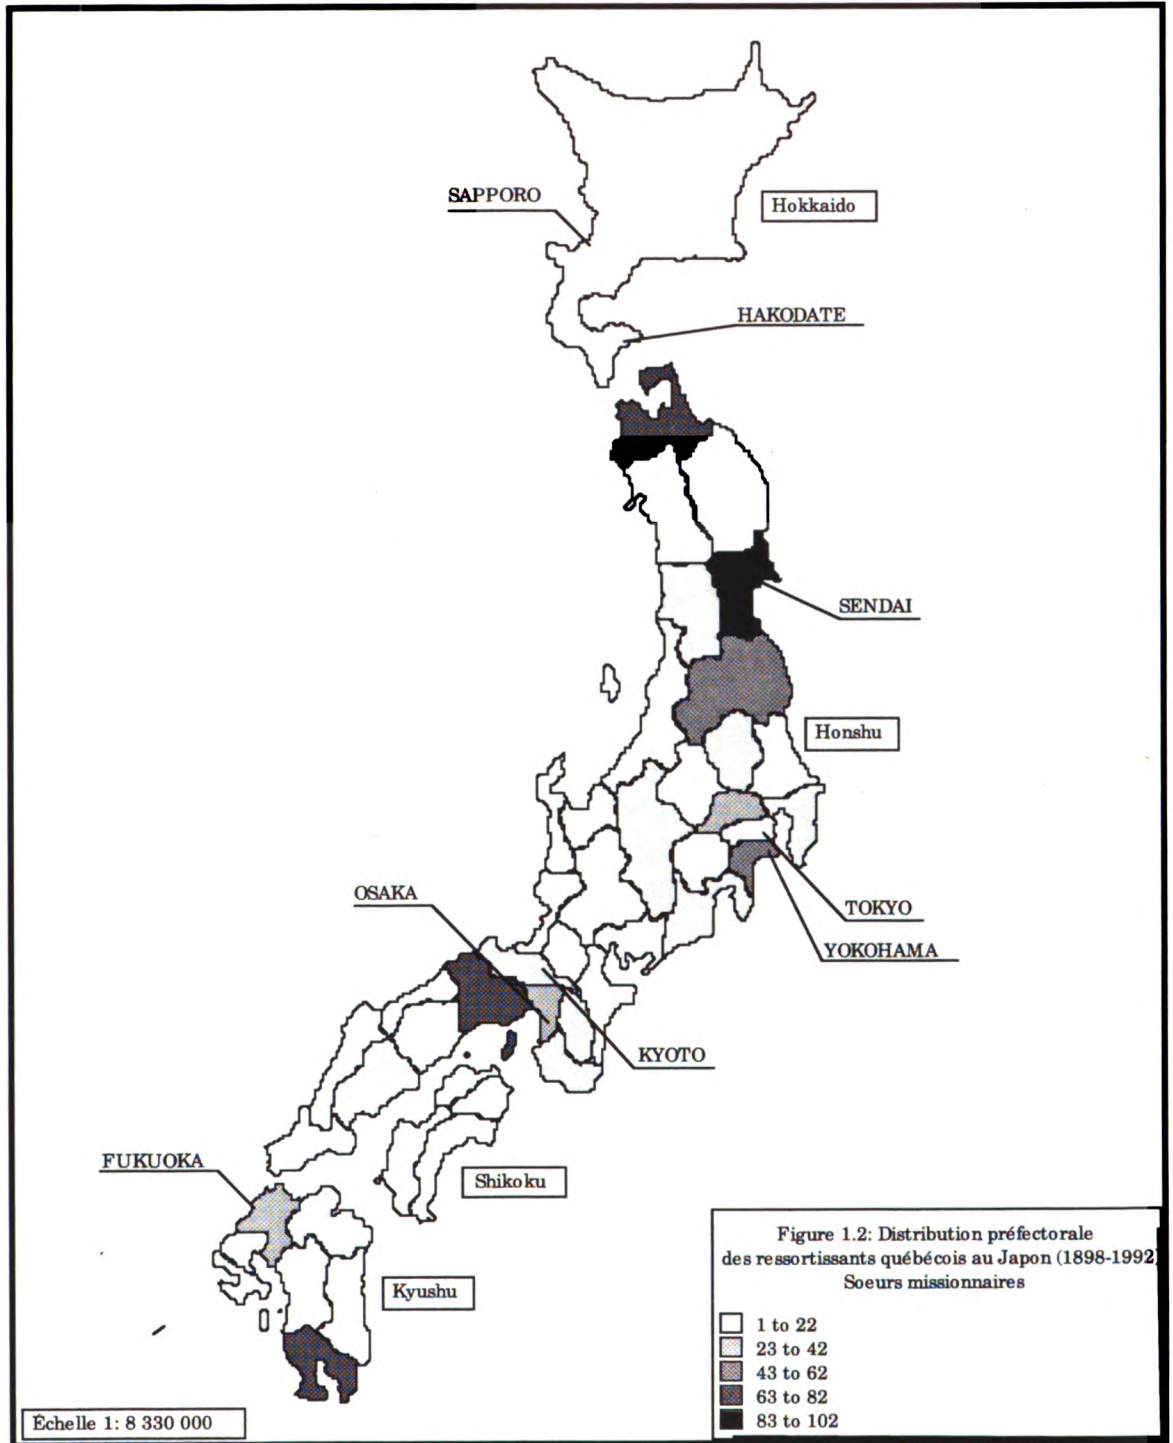 SAPPORO
Hokkaido
HAKODATE
SENDAI
Honshu
OSAKA
TOKYO
YOKOHAMA
KYOTO
FUKUOKA
Shikoku
Kyushu
Figure 1.2: Distribution préfectorale
des ressortissants québécois au Japon (1898-1992)
Soeurs missionnaires
1 to 22
23 to 42
43 to 62
63 to 82
83 to 102
Échelle 1: 8 330 000